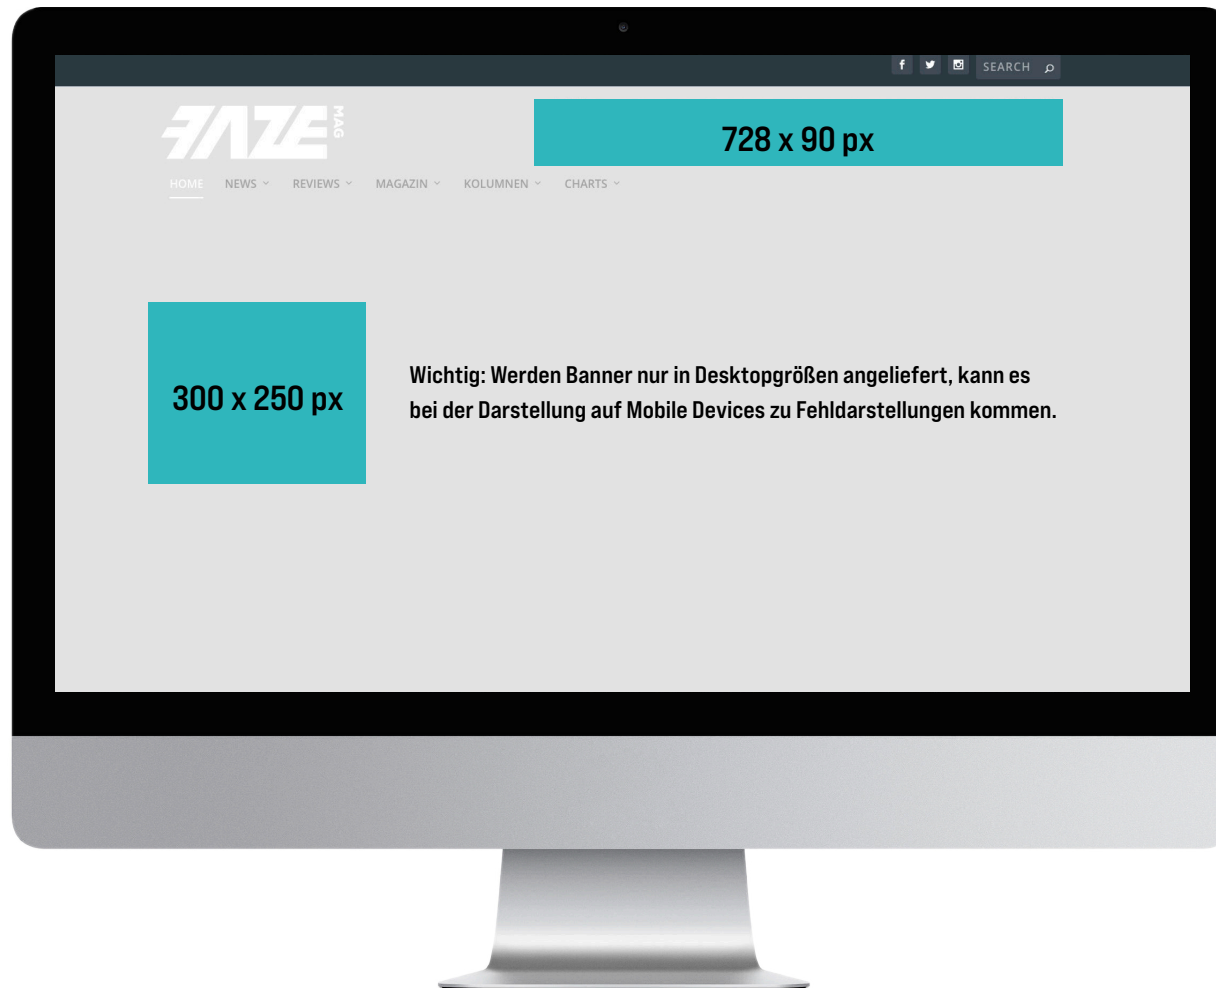 SEARCH
FAZE MAG
728 x 90 px
HOME NEWS REVIEWS MAGAZIN KOLUMNEN CHARTS
300 x 250 px
Wichtig: Werden Banner nur in Desktopgrößen angeliefert, kann es
bei der Darstellung auf Mobile Devices zu Fehldarstellungen kommen.